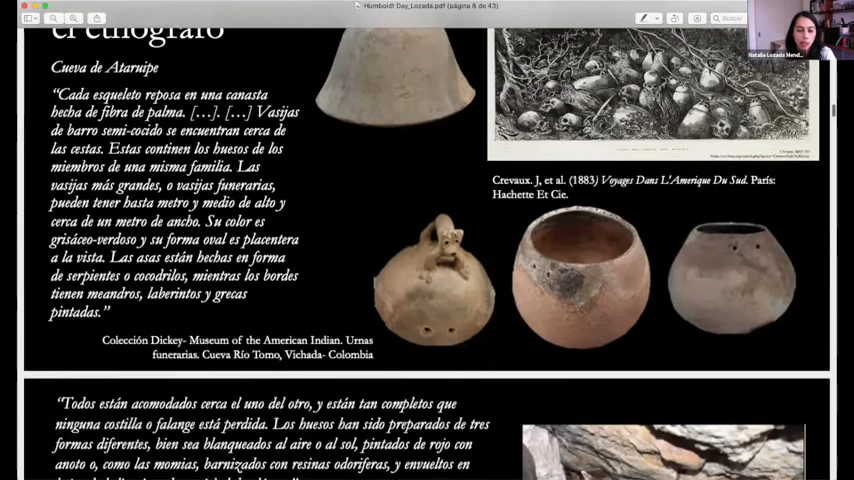 Humboldt Day_Lozada.pdf (página 8 de 43)
Buscar
Natalia Lozada Mend...
el etnógrafo
Cueva de Ataruipe
“Cada esqueleto reposa en una canasta
hecha de fibra de palma. […]. […] Vasijas
de barro semi-cocido se encuentran cerca de
las cestas. Estas continen los huesos de los
miembros de una misma familia. Las
vasijas más grandes, o vasijas funerarias,
pueden tener hasta metro y medio de alto y
cerca de un metro de ancho. Su color es
grisáceo-verdoso y su forma oval es placentera
a la vista. Las asas están hechas en forma
de serpientes o cocodrilos, mientras los bordes
tienen meandros, laberintos y grecas
pintadas.”
Crevaux 1883
Crevaux. J, et al. (1883) Voyages Dans L'Amerique Du Sud. París:
Hachette Et Cie.
Colección Dickey- Museum of the American Indian. Urnas
funerarias. Cueva Río Tomo, Vichada- Colombia
“Todos están acomodados cerca el uno del otro, y están tan completos que
ninguna costilla o falange está perdida. Los huesos han sido preparados de tres
formas diferentes, bien sea blanqueados al aire o al sol, pintados de rojo con
anoto o, como las momias, barnizados con resinas odoríferas, y envueltos en